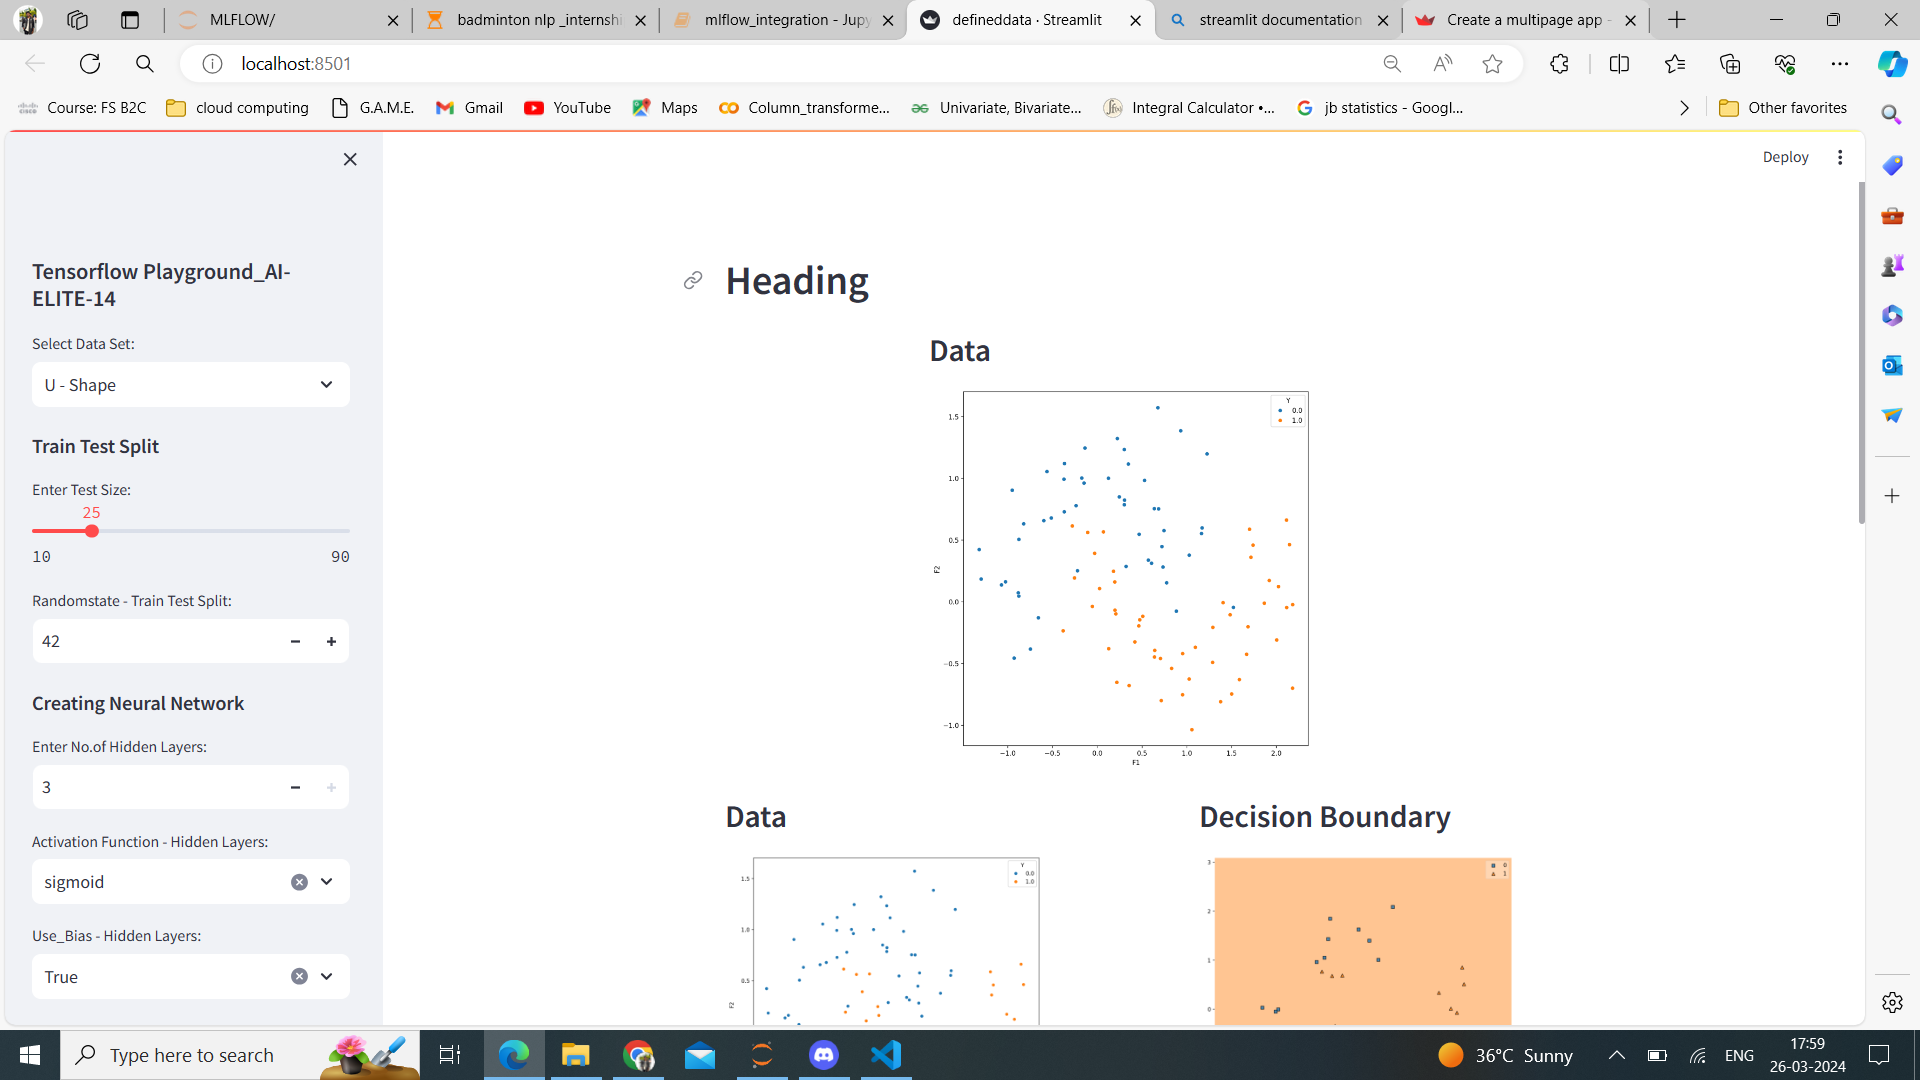 MLFLOW/
badminton nlp _internshi
mlflow_integration - Jupy
defineddata · Streamlit
streamlit documentation
Create a multipage app -
localhost:8501
Course: FS B2C
cloud computing
G.A.M.E.
Gmail
YouTube
Maps
Column_transforme...
Univariate, Bivariate...
Integral Calculator •...
jb statistics - Googl...
Other favorites
Deploy
Tensorflow Playground_AI-
ELITE-14
Select Data Set:
U - Shape
Train Test Split
Enter Test Size:
25
10 90
Randomstate - Train Test Split:
42
Creating Neural Network
Enter No.of Hidden Layers:
3
Activation Function - Hidden Layers:
sigmoid
Use_Bias - Hidden Layers:
True
Heading
Data
Y
0.0
1.0
1.5
1.0
0.5
0.0
−0.5
−1.0
F2
−1.0 −0.5 0.0 0.5 1.0 1.5 2.0
F1
Data
Y
0.0
1.0
1.5
1.0
0.5
F2
Decision Boundary
0
1
3
2
1
0
Type here to search
36°C Sunny
ENG
17:59
26-03-2024